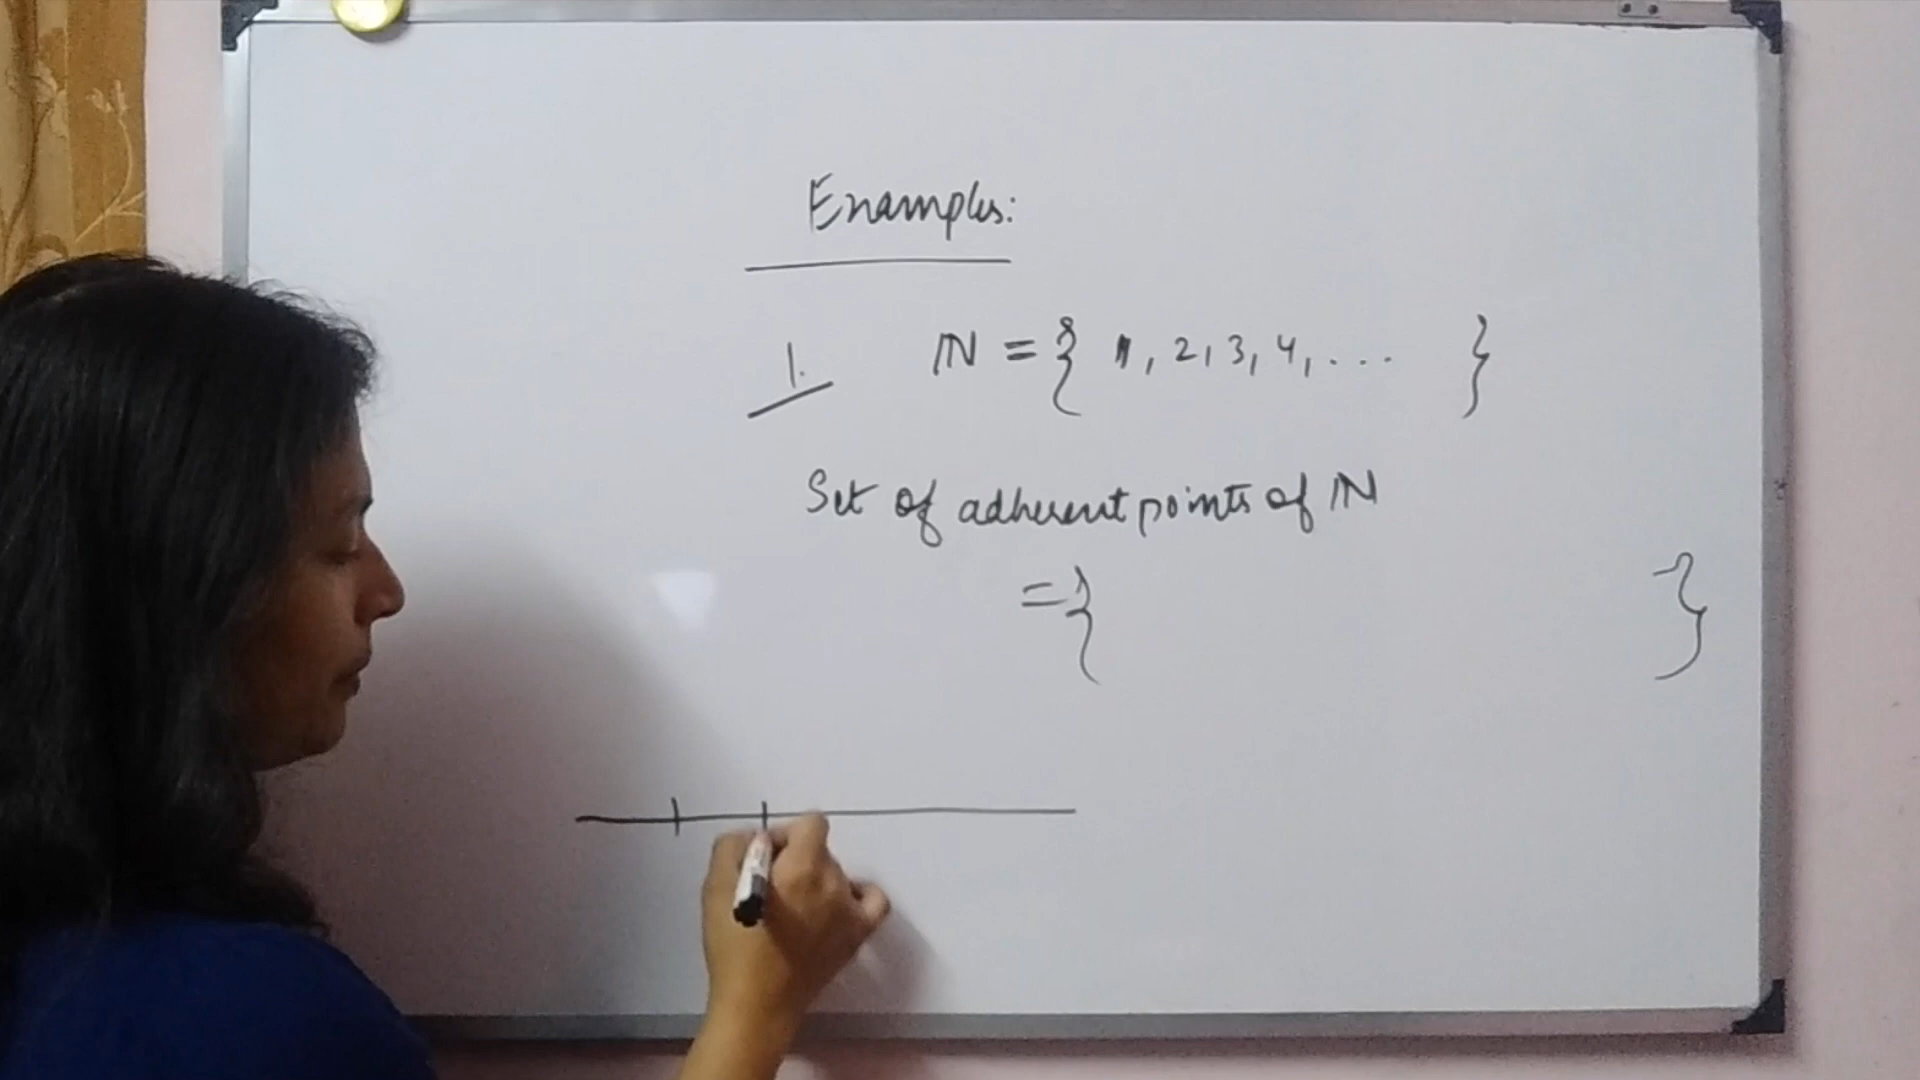 Examples:
1. ℕ = { 1, 2, 3, 4, ... }
Set of adherent points of ℕ
= { }